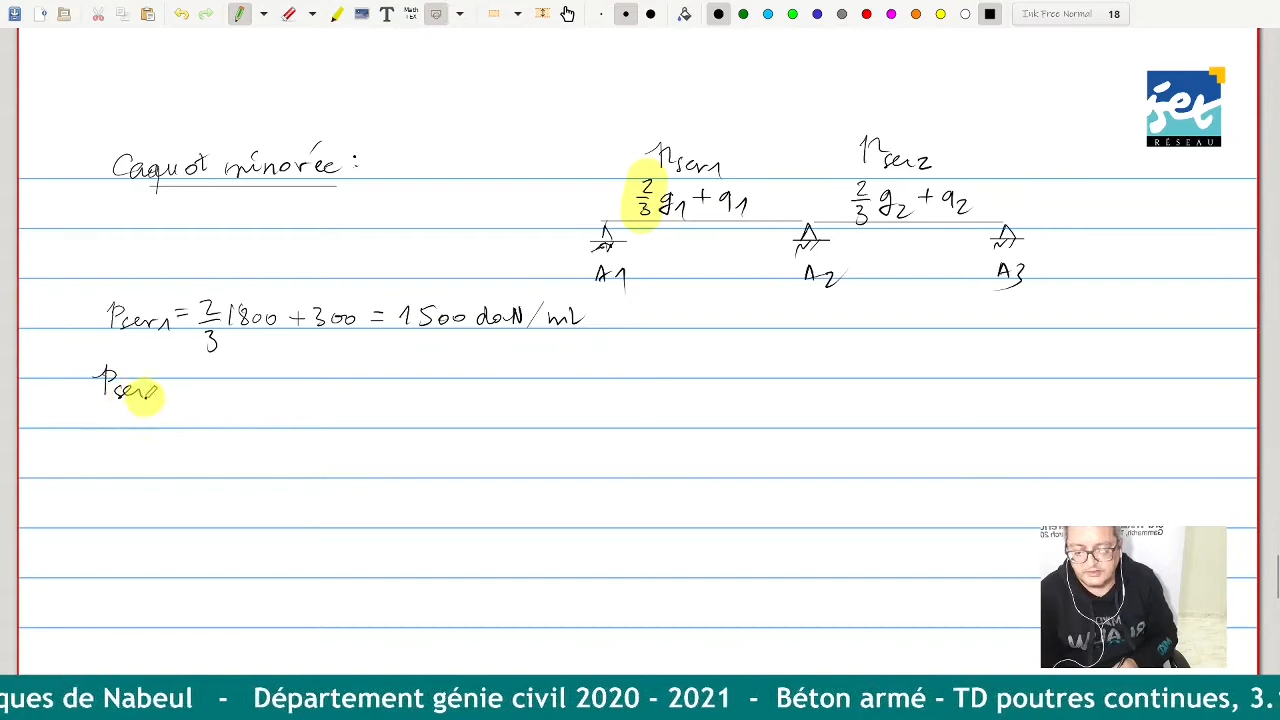 Ink Free Normal 18
iset
RÉSEAU
Caquot minorée :
Pser1 Pser2
2/3 g1 + q1 2/3 g2 + q2
A1 A2 A3
Pser1 = 2/3 1800 + 300 = 1500 daN/mL
Pser
ques de Nabeul - Département génie civil 2020 - 2021 - Béton armé - TD poutres continues, 3.